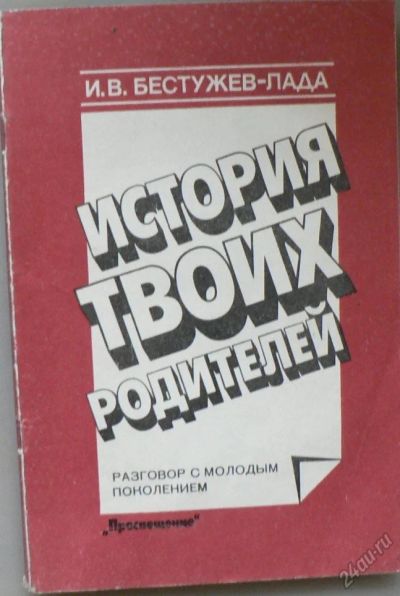 И.В. БЕСТУЖЕВ-ЛАДА
ИСТОРИЯ
ТВОИХ
РОДИТЕЛЕЙ
РАЗГОВОР С МОЛОДЫМ
ПОКОЛЕНИЕМ
„Просвещение"
24au.ru